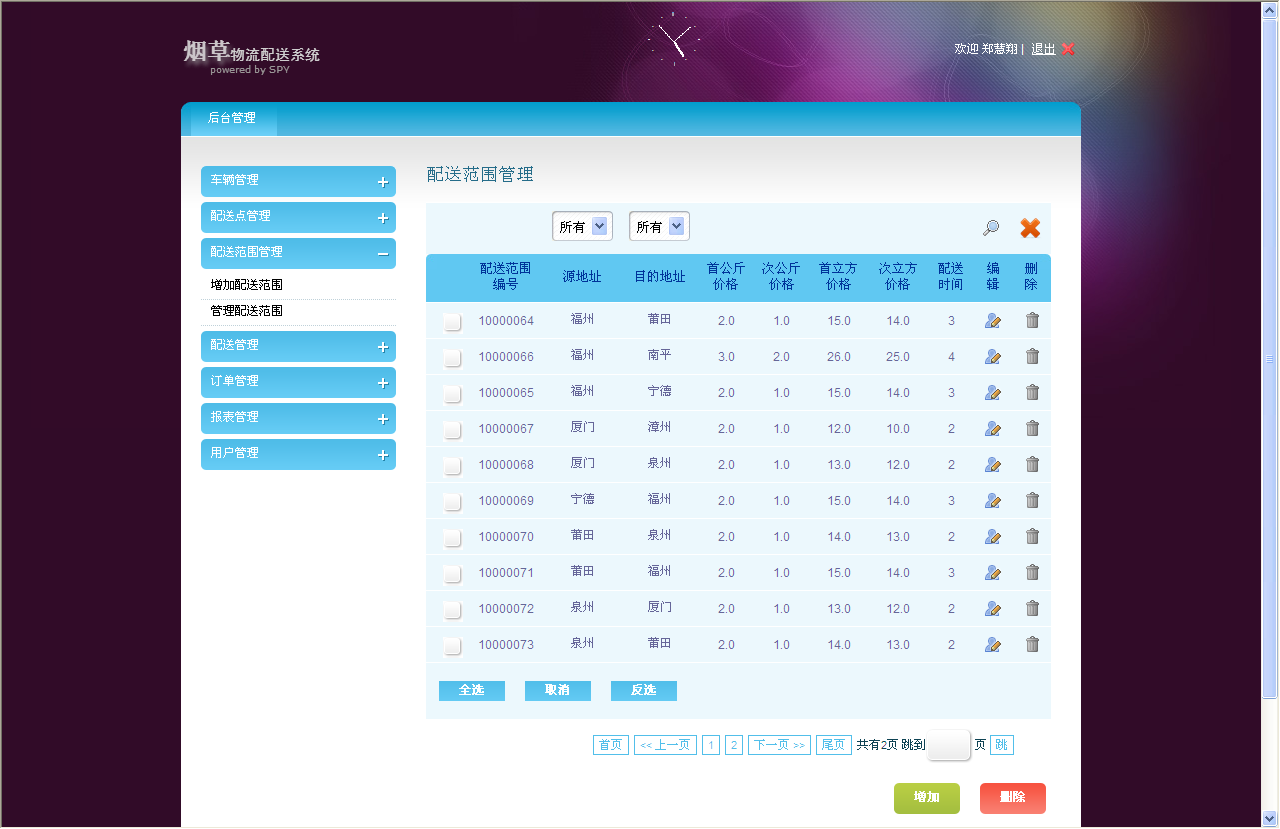 烟草物流配送系统
powered by SPY
欢迎 郑慧翔 | 退出
后台管理
车辆管理
配送点管理
配送范围管理
增加配送范围
管理配送范围
配送管理
订单管理
报表管理
用户管理
配送范围管理
所有 所有
配送范围编号 源地址 目的地址 首公斤价格 次公斤价格 首立方价格 次立方价格 配送时间 编辑 删除
10000064 福州 莆田 2.0 1.0 15.0 14.0 3
10000066 福州 南平 3.0 2.0 26.0 25.0 4
10000065 福州 宁德 2.0 1.0 15.0 14.0 3
10000067 厦门 漳州 2.0 1.0 12.0 10.0 2
10000068 厦门 泉州 2.0 1.0 13.0 12.0 2
10000069 宁德 福州 2.0 1.0 15.0 14.0 3
10000070 莆田 泉州 2.0 1.0 14.0 13.0 2
10000071 莆田 福州 2.0 1.0 15.0 14.0 3
10000072 泉州 厦门 2.0 1.0 13.0 12.0 2
10000073 泉州 莆田 2.0 1.0 14.0 13.0 2
全选 取消 反选
首页 << 上一页 1 2 下一页 >> 尾页 共有2页 跳到 页 跳
增加 删除